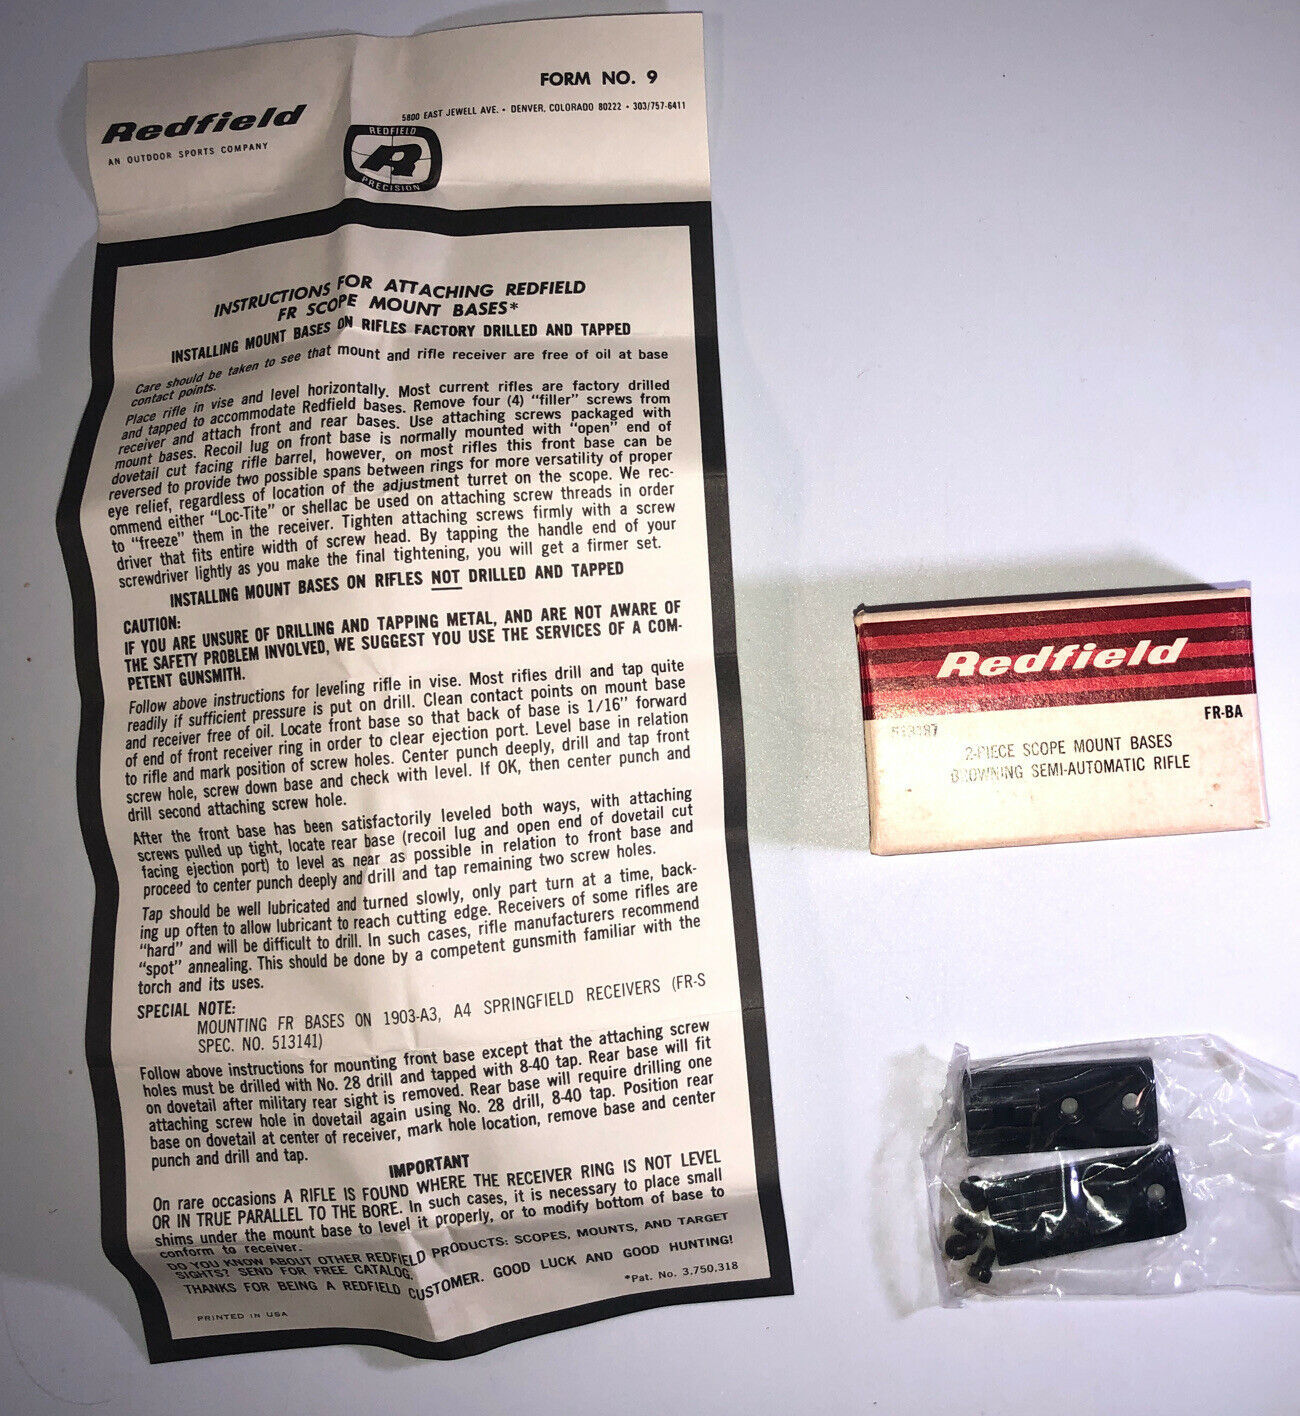 FORM NO. 9
Redfield
AN OUTDOOR SPORTS COMPANY
5800 EAST JEWELL AVE. • DENVER, COLORADO 80222 • 303/757-6411
REDFIELD
R
PRECISION
INSTRUCTIONS FOR ATTACHING REDFIELD
FR SCOPE MOUNT BASES*
INSTALLING MOUNT BASES ON RIFLES FACTORY DRILLED AND TAPPED
Care should be taken to see that mount and rifle receiver are free of oil at base
contact points.
Place rifle in vise and level horizontally. Most current rifles are factory drilled
and tapped to accommodate Redfield bases. Remove four (4) "filler" screws from
receiver and attach front and rear bases. Use attaching screws packaged with
mount bases. Recoil lug on front base is normally mounted with "open" end of
dovetail cut facing rifle barrel, however, on most rifles this front base can be
reversed to provide two possible spans between rings for more versatility of proper
eye relief, regardless of location of the adjustment turret on the scope. We rec-
ommend either "Loc-Tite" or shellac be used on attaching screw threads in order
to "freeze" them in the receiver. Tighten attaching screws firmly with a screw
driver that fits entire width of screw head. By tapping the handle end of your
screwdriver lightly as you make the final tightening, you will get a firmer set.
INSTALLING MOUNT BASES ON RIFLES NOT DRILLED AND TAPPED
CAUTION:
IF YOU ARE UNSURE OF DRILLING AND TAPPING METAL, AND ARE NOT AWARE OF
THE SAFETY PROBLEM INVOLVED, WE SUGGEST YOU USE THE SERVICES OF A COM-
PETENT GUNSMITH.
Follow above instructions for leveling rifle in vise. Most rifles drill and tap quite
readily if sufficient pressure is put on drill. Clean contact points on mount base
and receiver free of oil. Locate front base so that back of base is 1/16" forward
of end of front receiver ring in order to clear ejection port. Level base in relation
to rifle and mark position of screw holes. Center punch deeply, drill and tap front
screw hole, screw down base and check with level. If OK, then center punch and
drill second attaching screw hole.
After the front base has been satisfactorily leveled both ways, with attaching
screws pulled up tight, locate rear base (recoil lug and open end of dovetail cut
facing ejection port) to level as near as possible in relation to front base and
proceed to center punch deeply and drill and tap remaining two screw holes.
Tap should be well lubricated and turned slowly, only part turn at a time, back-
ing up often to allow lubricant to reach cutting edge. Receivers of some rifles are
"hard" and will be difficult to drill. In such cases, rifle manufacturers recommend
"spot" annealing. This should be done by a competent gunsmith familiar with the
torch and its uses.
SPECIAL NOTE:
MOUNTING FR BASES ON 1903-A3, A4 SPRINGFIELD RECEIVERS (FR-S
SPEC. NO. 513141)
Follow above instructions for mounting front base except that the attaching screw
holes must be drilled with No. 28 drill and tapped with 8-40 tap. Rear base will fit
on dovetail after military rear sight is removed. Rear base will require drilling one
attaching screw hole in dovetail again using No. 28 drill, 8-40 tap. Position rear
base on dovetail at center of receiver, mark hole location, remove base and center
punch and drill and tap.
IMPORTANT
On rare occasions A RIFLE IS FOUND WHERE THE RECEIVER RING IS NOT LEVEL
OR IN TRUE PARALLEL TO THE BORE. In such cases, it is necessary to place small
shims under the mount base to level it properly, or to modify bottom of base to
conform to receiver.
DO YOU KNOW ABOUT OTHER REDFIELD PRODUCTS: SCOPES, MOUNTS, AND TARGET
SIGHTS? SEND FOR FREE CATALOG.
THANKS FOR BEING A REDFIELD CUSTOMER. GOOD LUCK AND GOOD HUNTING!
*Pat. No. 3,750,318
PRINTED IN USA
Redfield
FR-BA
2-PIECE SCOPE MOUNT BASES
BROWNING SEMI-AUTOMATIC RIFLE